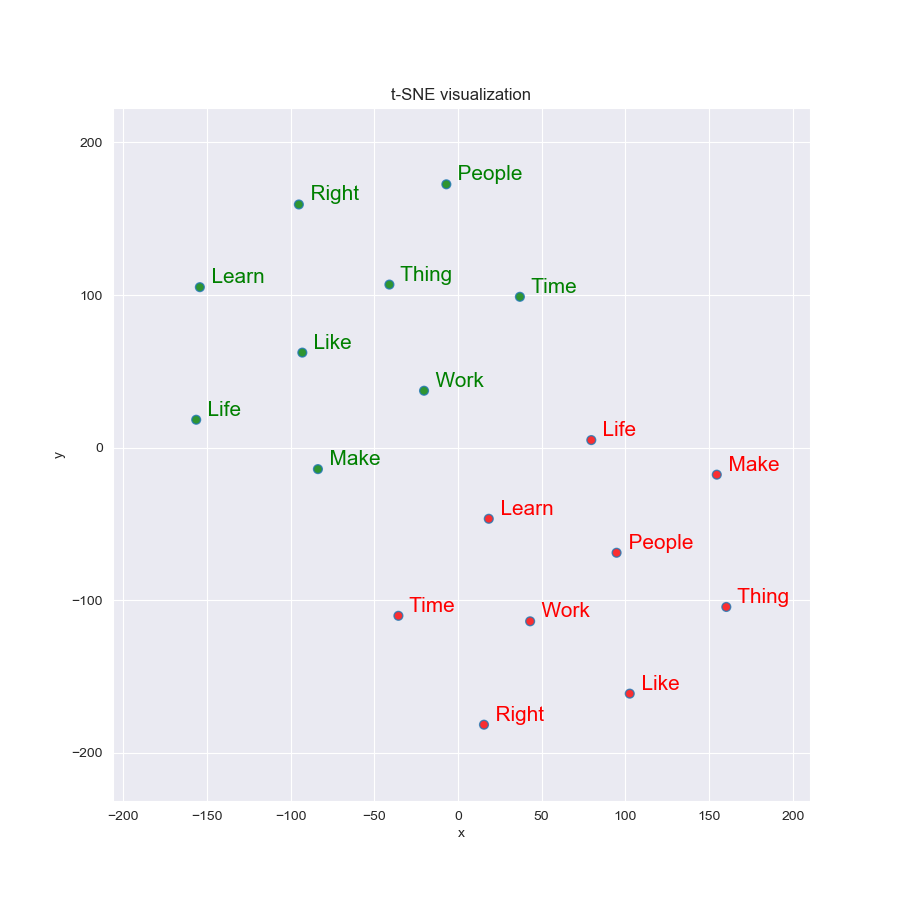 t-SNE visualization
200
100
0
−100
−200
y
People
Right
Learn
Thing
Time
Like
Work
Life
Life
Make
Make
Learn
People
Thing
Time
Work
Like
Right
−200
−150
−100
−50
0
50
100
150
200
x